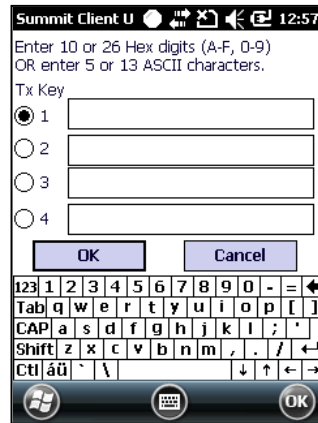 Summit Client U 12:57
Enter 10 or 26 Hex digits (A-F, 0-9)
OR enter 5 or 13 ASCII characters.
Tx Key
1
2
3
4
OK Cancel
123 1 2 3 4 5 6 7 8 9 0 - = 
Tab q w e r t y u i o p [ ]
CAP a s d f g h j k l ; '
Shift z x c v b n m , . / ↵
Ctl áü ` \ ↓ ↑ ← →
OK